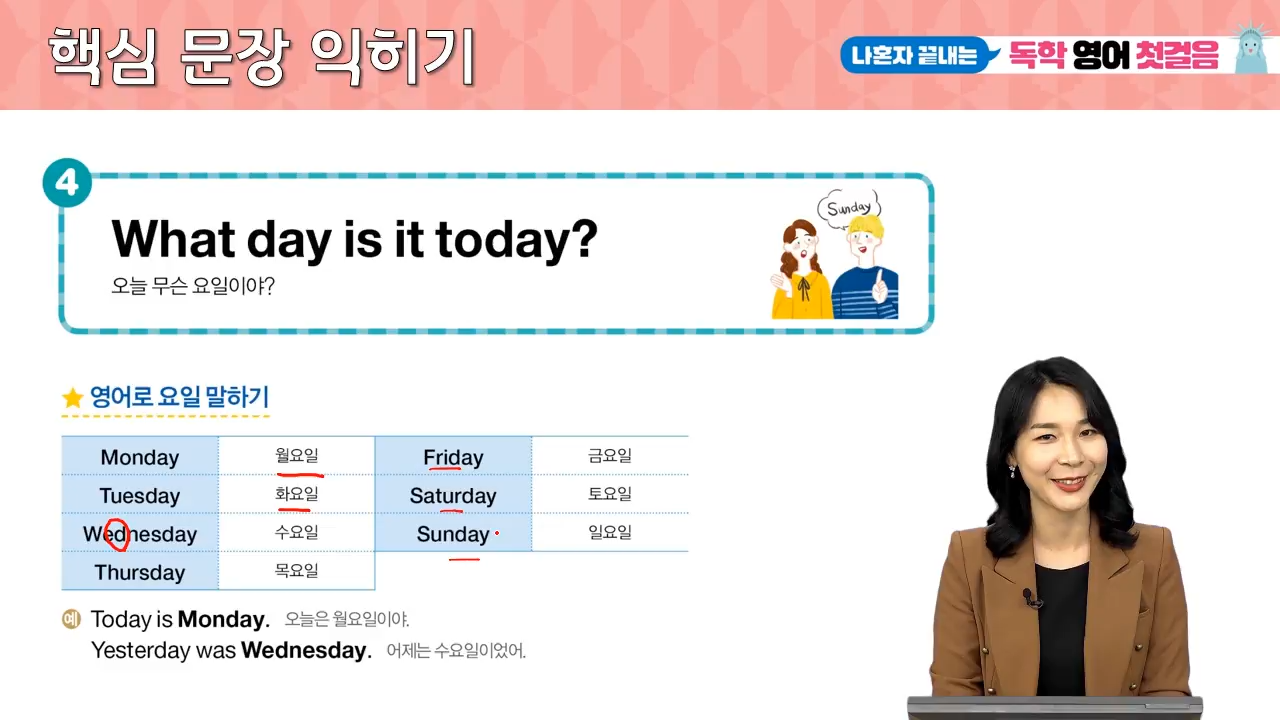 핵심 문장 익히기
나혼자 끝내는 독학 영어 첫걸음
4
What day is it today?
오늘 무슨 요일이야?
Sunday
영어로 요일 말하기
Monday 월요일 Friday 금요일
Tuesday 화요일 Saturday 토요일
Wednesday 수요일 Sunday 일요일
Thursday 목요일
예 Today is Monday. 오늘은 월요일이야.
Yesterday was Wednesday. 어제는 수요일이었어.